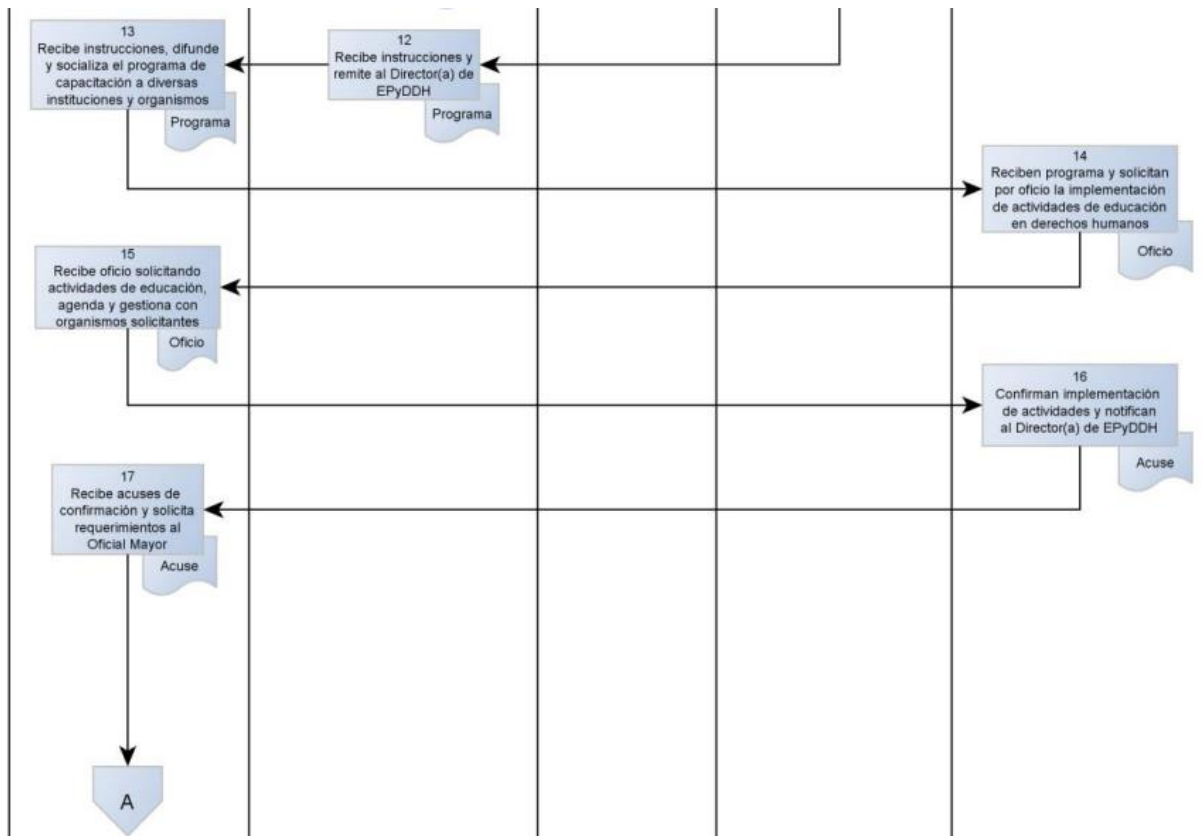 13
Recibe instrucciones, difunde
y socializa el programa de
capacitación a diversas
instituciones y organismos
Programa
12
Recibe instrucciones y
remite al Director(a) de
EPyDDH
Programa
14
Reciben programa y solicitan
por oficio la implementación
de actividades de educación
en derechos humanos
Oficio
15
Recibe oficio solicitando
actividades de educación,
agenda y gestiona con
organismos solicitantes
Oficio
16
Confirman implementación
de actividades y notifican
al Director(a) de EPyDDH
Acuse
17
Recibe acuses de
confirmación y solicita
requerimientos al
Oficial Mayor
Acuse
A